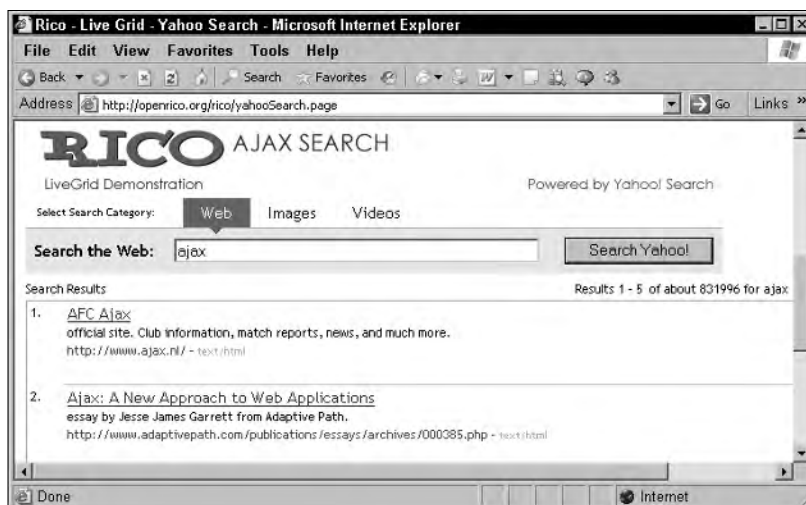 Rico - Live Grid - Yahoo Search - Microsoft Internet Explorer
File Edit View Favorites Tools Help
Back Search Favorites
Address http://openrico.org/rico/yahooSearch.page Go Links »
RICO AJAX SEARCH
LiveGrid Demonstration Powered by Yahoo! Search
Select Search Category: Web Images Videos
Search the Web: ajax Search Yahoo!
Search Results Results 1 - 5 of about 831996 for ajax
1. AFC Ajax
official site. Club information, match reports, news, and much more.
http://www.ajax.nl/ - text/html
2. Ajax: A New Approach to Web Applications
essay by Jesse James Garrett from Adaptive Path.
http://www.adaptivepath.com/publications/essays/archives/000385.php - text/html
Done Internet